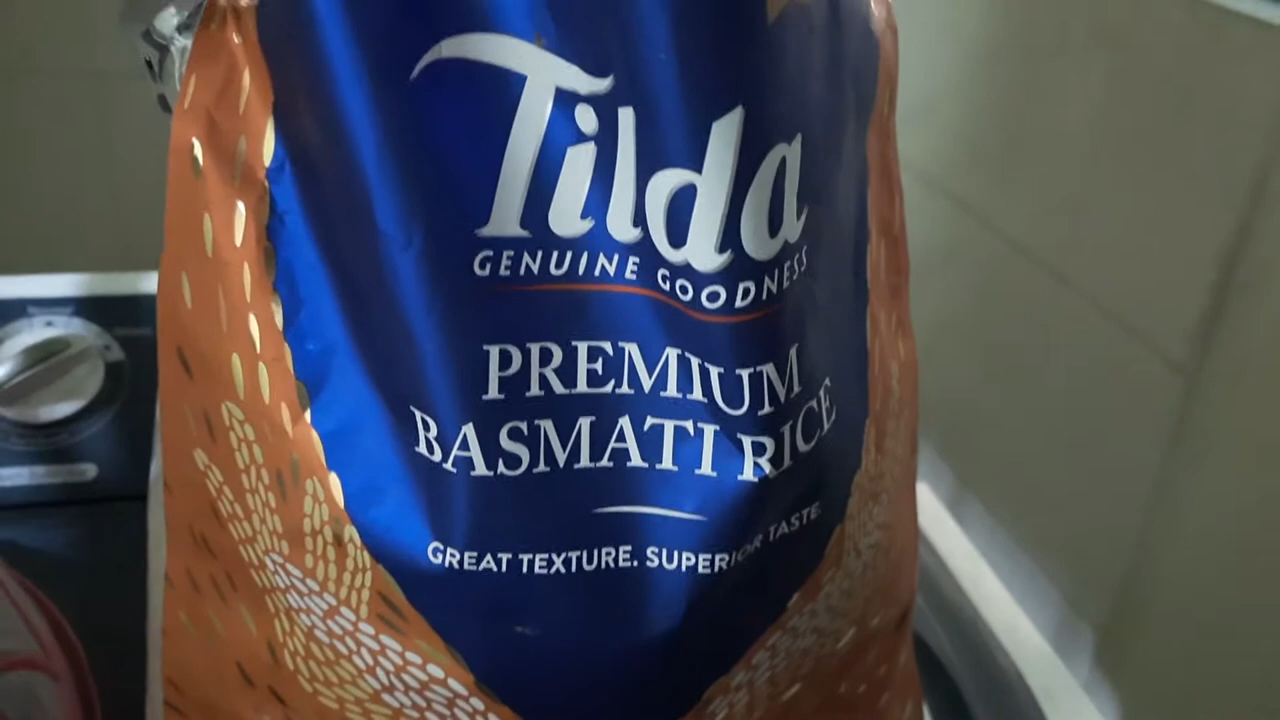 Tilda
GENUINE GOODNESS
PREMIUM
BASMATI RICE
GREAT TEXTURE. SUPERIOR TASTE.